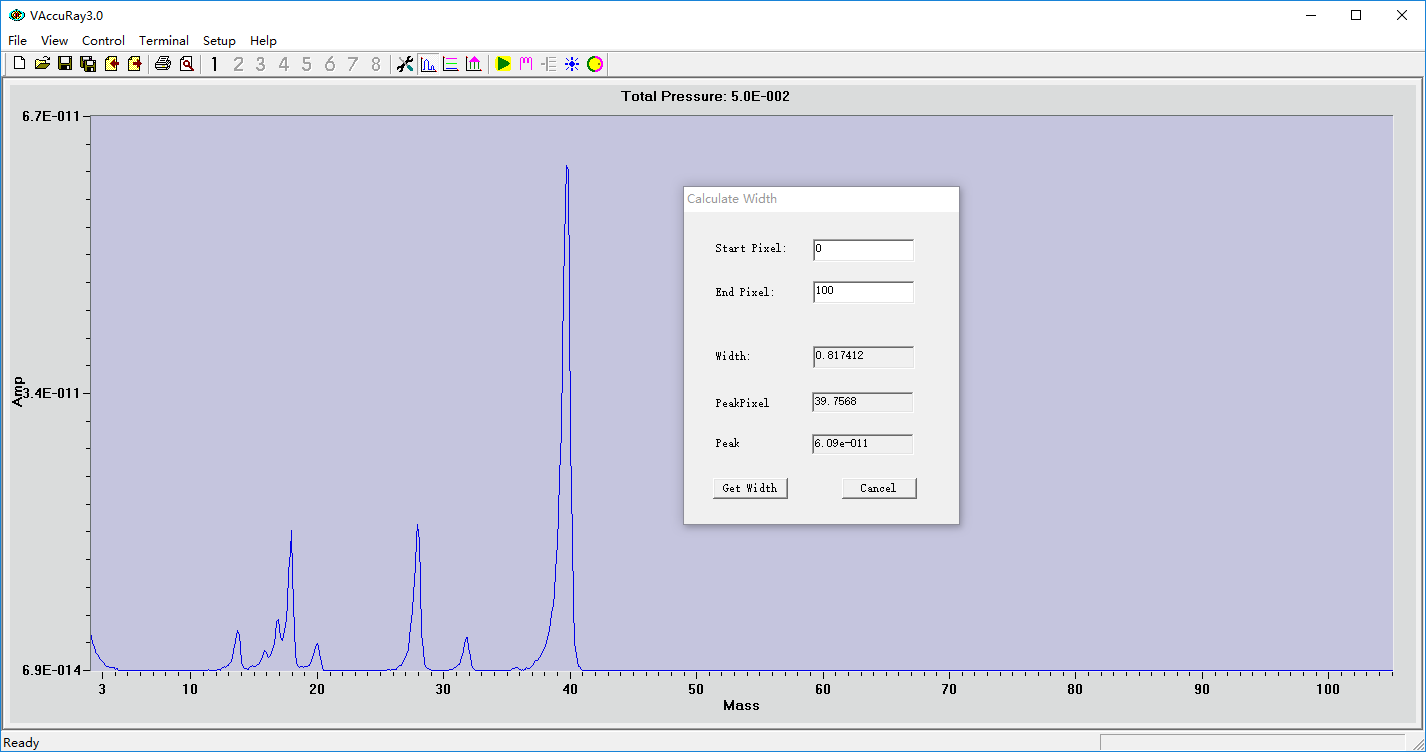 VAccuRay3.0
File View Control Terminal Setup Help
1 2 3 4 5 6 7 8
Total Pressure: 5.0E-002
6.7E-011
3.4E-011
6.9E-014
Amp
3 10 20 30 40 50 60 70 80 90 100
Mass
Calculate Width
Start Pixel: 0
End Pixel: 100
Width: 0.817412
PeakPixel 39.7568
Peak 6.09e-011
Get Width Cancel
Ready